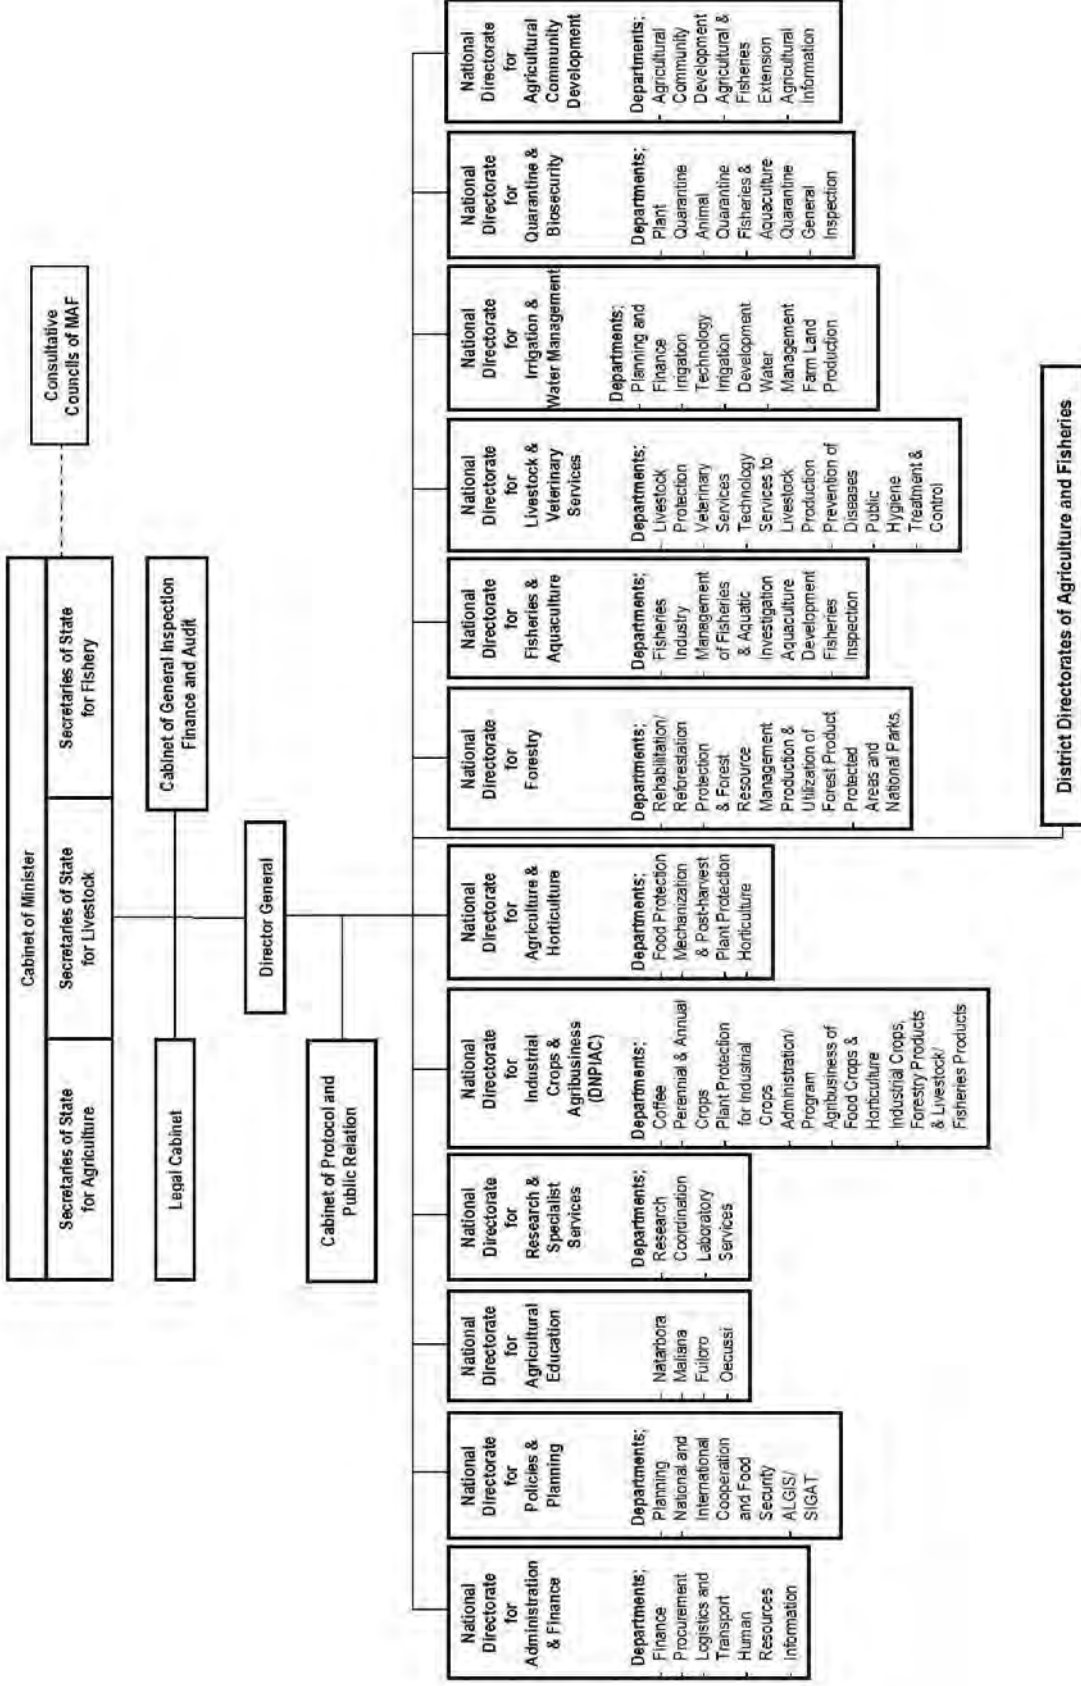 Cabinet of Minister
Secretaries of State
for Agriculture
Secretaries of State
for Livestock
Secretaries of State
for Fishery
Consultative
Councils of MAF
Legal Cabinet
Cabinet of General Inspection
Finance and Audit
Director General
Cabinet of Protocol and
Public Relation
National
Directorate
for
Administration
& Finance
Departments;
- Finance
- Procurement
- Logistics and
Transport
- Human
Resources
- Information
National
Directorate
for
Policies &
Planning
Departments;
- Planning
- National and
International
Cooperation
and Food
Security
- ALGIS/
SIGAT
National
Directorate
for
Agricultural
Education
- Natarbora
- Maliana
- Fuiloro
- Oecussi
National
Directorate
for
Research &
Specialist
Services
Departments;
- Research
Coordination
- Laboratory
Services
National
Directorate
for
Industrial
Crops &
Agribusiness
(DNPIAC)
Departments;
- Coffee
- Perennial & Annual
Crops
- Plant Protection
for Industrial
Crops
- Administration/
Program
- Agribusiness of
Food Crops &
Horticulture
- Industrial Crops,
Forestry Products
& Livestock/
Fisheries Products
National
Directorate
for
Agriculture &
Horticulture
Departments;
- Food Protection
- Mechanization
& Post-harvest
- Plant Protection
- Horticulture
National
Directorate
for
Forestry
Departments;
- Rehabilitation/
Reforestation
- Protection
& Forest
Resource
Management
- Production &
Utilization of
Forest Product
- Protected
Areas and
National Parks
National
Directorate
for
Fisheries &
Aquaculture
Departments;
- Fisheries
Industry
- Management
of Fisheries
& Aquatic
Investigation
- Aquaculture
Development
- Fisheries
Inspection
National
Directorate
for
Livestock &
Veterinary
Services
Departments;
- Livestock
Protection
- Veterinary
Services
- Technology
Services to
Livestock
Production
- Prevention of
Diseases
- Public
Hygiene
- Treatment &
Control
National
Directorate
for
Irrigation &
Water Management
Departments;
- Planning and
Finance
- Irrigation
Technology
- Irrigation
Development
- Water
Management
- Farm Land
Production
National
Directorate
for
Quarantine &
Biosecurity
Departments;
- Plant
Quarantine
- Animal
Quarantine
- Fisheries &
Aquaculture
Quarantine
- General
Inspection
National
Directorate
for
Agricultural
Community
Development
Departments;
- Agricultural
Community
Development
- Agricultural &
Fisheries
Extension
- Agricultural
Information
District Directorates of Agriculture and Fisheries